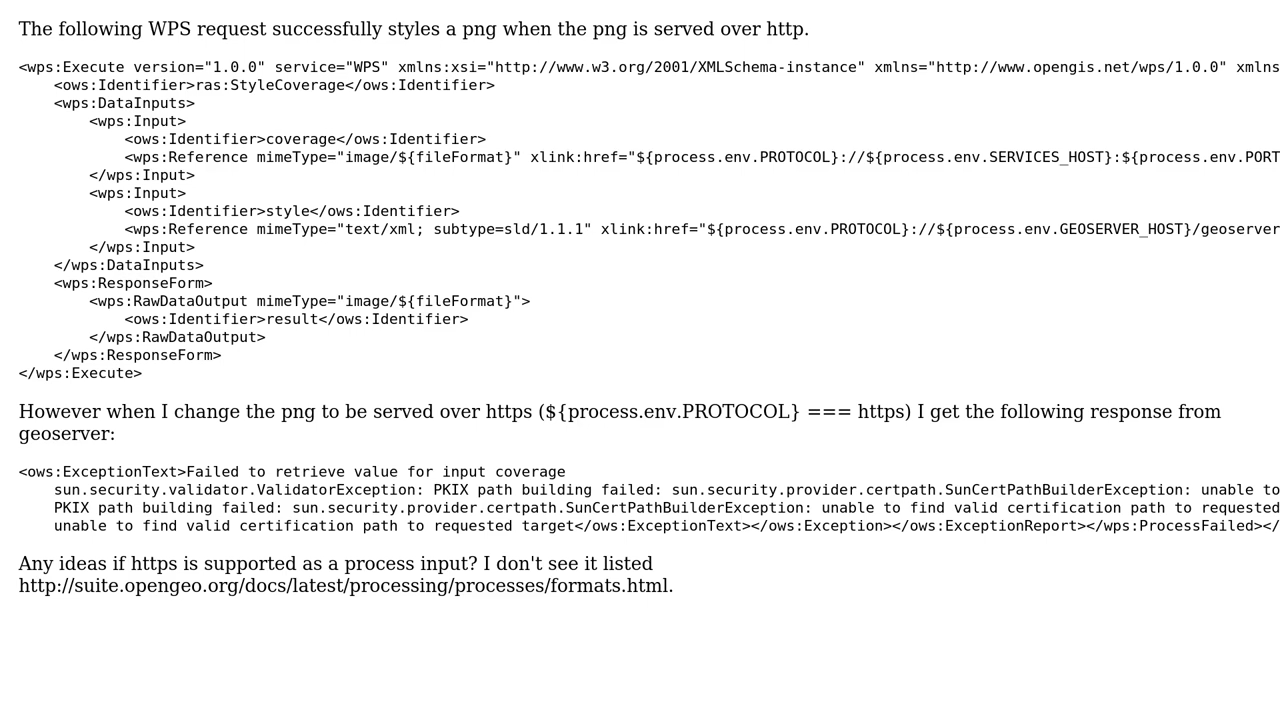 The following WPS request successfully styles a png when the png is served over http.
<wps:Execute version="1.0.0" service="WPS" xmlns:xsi="http://www.w3.org/2001/XMLSchema-instance" xmlns="http://www.opengis.net/wps/1.0.0" xmlns
    <ows:Identifier>ras:StyleCoverage</ows:Identifier>
    <wps:DataInputs>
        <wps:Input>
            <ows:Identifier>coverage</ows:Identifier>
            <wps:Reference mimeType="image/${fileFormat}" xlink:href="${process.env.PROTOCOL}://${process.env.SERVICES_HOST}:${process.env.PORT
        </wps:Input>
        <wps:Input>
            <ows:Identifier>style</ows:Identifier>
            <wps:Reference mimeType="text/xml; subtype=sld/1.1.1" xlink:href="${process.env.PROTOCOL}://${process.env.GEOSERVER_HOST}/geoserver
        </wps:Input>
    </wps:DataInputs>
    <wps:ResponseForm>
        <wps:RawDataOutput mimeType="image/${fileFormat}">
            <ows:Identifier>result</ows:Identifier>
        </wps:RawDataOutput>
    </wps:ResponseForm>
</wps:Execute>
However when I change the png to be served over https (${process.env.PROTOCOL} === https) I get the following response from
geoserver:
<ows:ExceptionText>Failed to retrieve value for input coverage
    sun.security.validator.ValidatorException: PKIX path building failed: sun.security.provider.certpath.SunCertPathBuilderException: unable to
    PKIX path building failed: sun.security.provider.certpath.SunCertPathBuilderException: unable to find valid certification path to requested
    unable to find valid certification path to requested target</ows:ExceptionText></ows:Exception></ows:ExceptionReport></wps:ProcessFailed></
Any ideas if https is supported as a process input? I don't see it listed
http://suite.opengeo.org/docs/latest/processing/processes/formats.html.